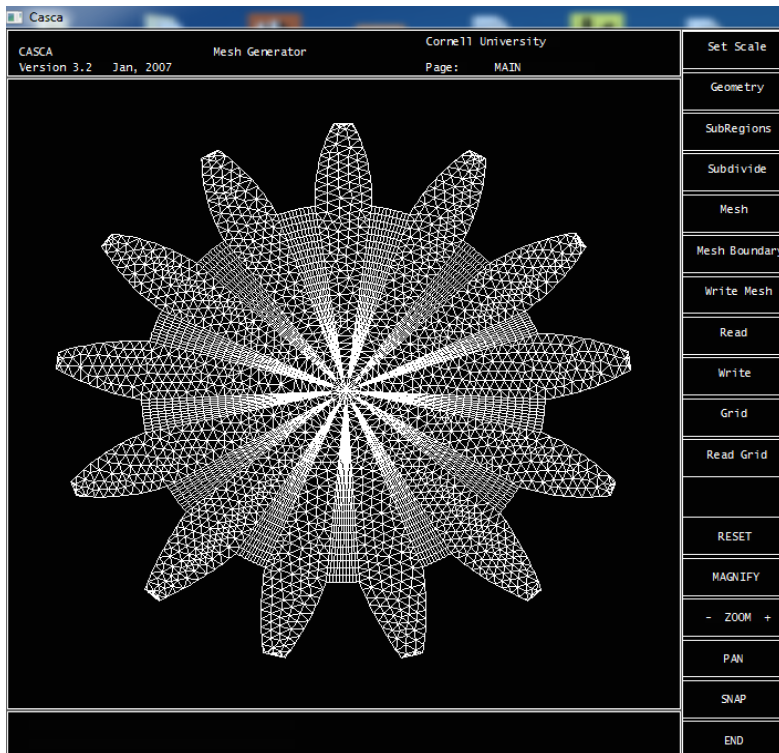 Casca
CASCA
Version 3.2 Jan, 2007
Mesh Generator
Cornell University
Page: MAIN
Set Scale
Geometry
SubRegions
Subdivide
Mesh
Mesh Boundary
Write Mesh
Read
Write
Grid
Read Grid
RESET
MAGNIFY
- ZOOM +
PAN
SNAP
END